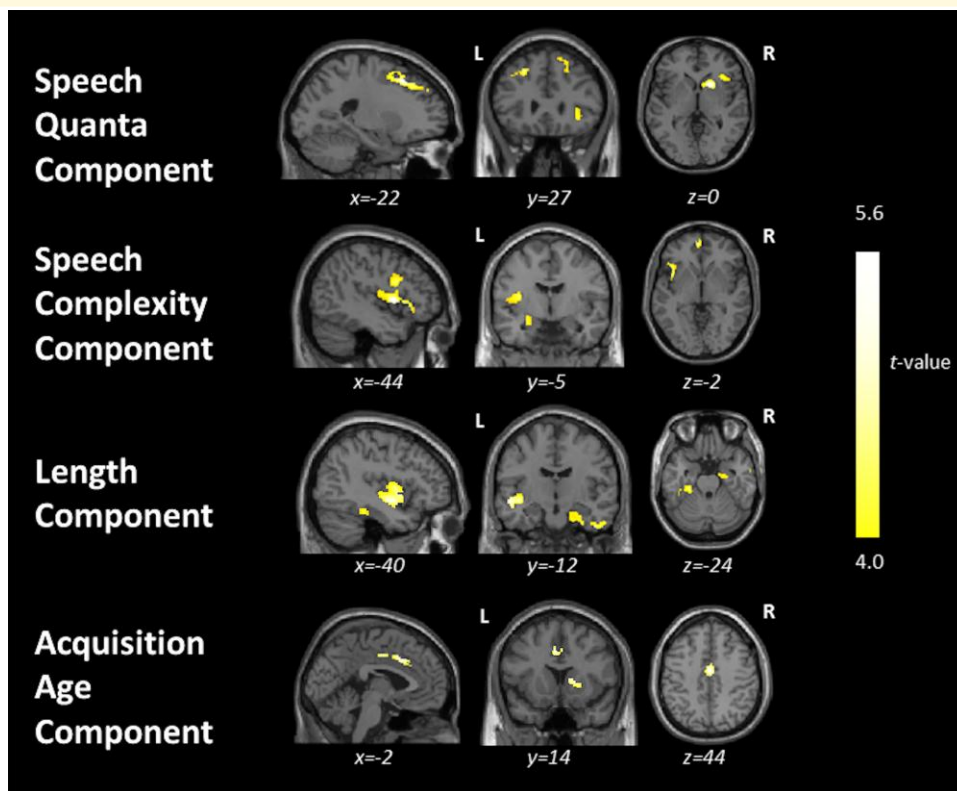 Speech
Quanta
Component
L
R
x=-22
y=27
z=0
Speech
Complexity
Component
L
R
x=-44
y=-5
z=-2
Length
Component
L
R
x=-40
y=-12
z=-24
Acquisition
Age
Component
L
R
x=-2
y=14
z=44
5.6
t-value
4.0